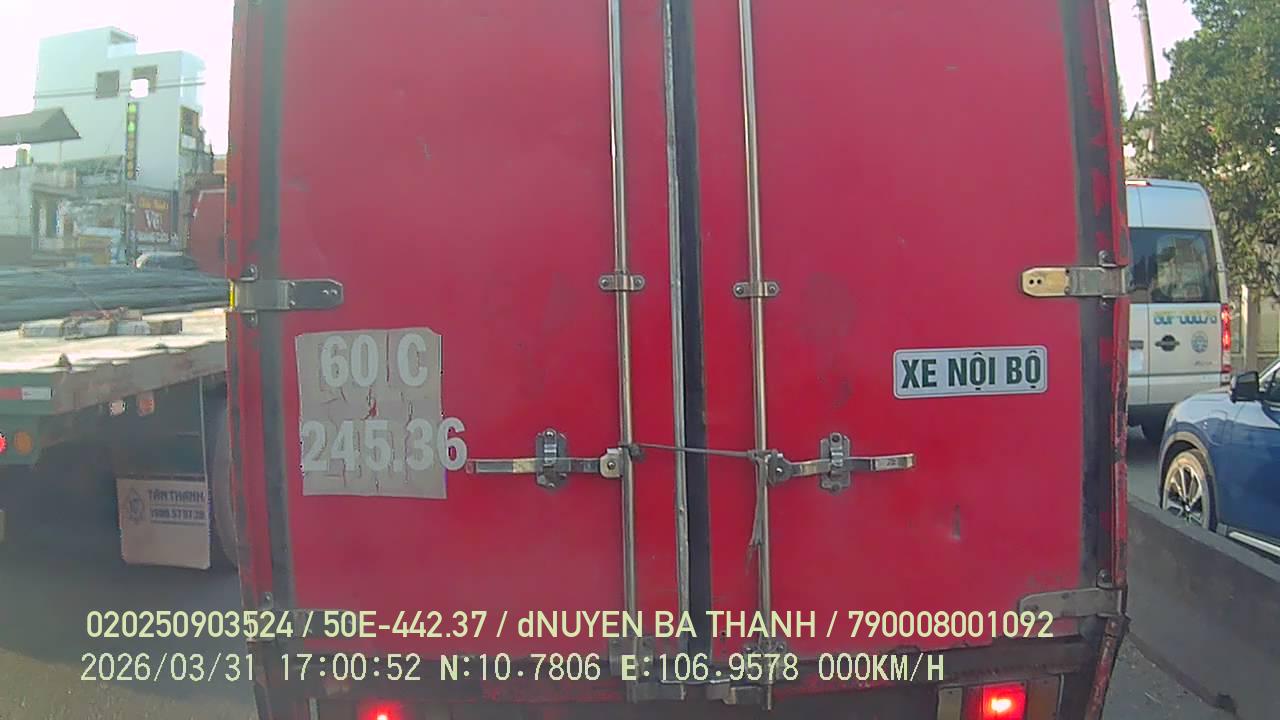 60 C
245.36
XE NỘI BỘ
TÂN THANH
020250903524 / 50E-442.37 / dNUYEN BA THANH / 790008001092
2026/03/31 17:00:52 N:10.7806 E:106.9578 000KM/H